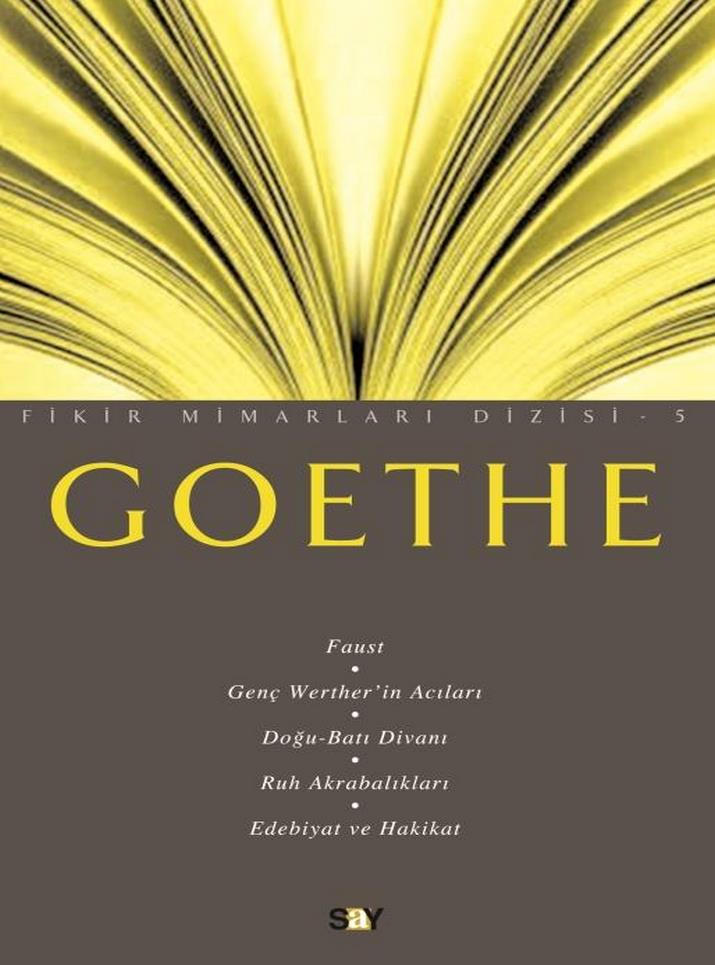 FİKİR MİMARLARI DİZİSİ - 5
GOETHE
Faust
•
Genç Werther'in Acıları
•
Doğu-Batı Divanı
•
Ruh Akrabalıkları
•
Edebiyat ve Hakikat
SaY